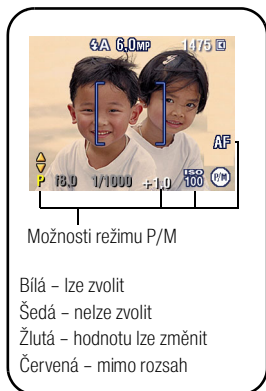 ⚡A 6,0MP 1475
AF
P f8,0 1/1000 +1,0 ISO 100 P/M
Možnosti režimu P/M
Bílá – lze zvolit
Šedá – nelze zvolit
Žlutá – hodnotu lze změnit
Červená – mimo rozsah